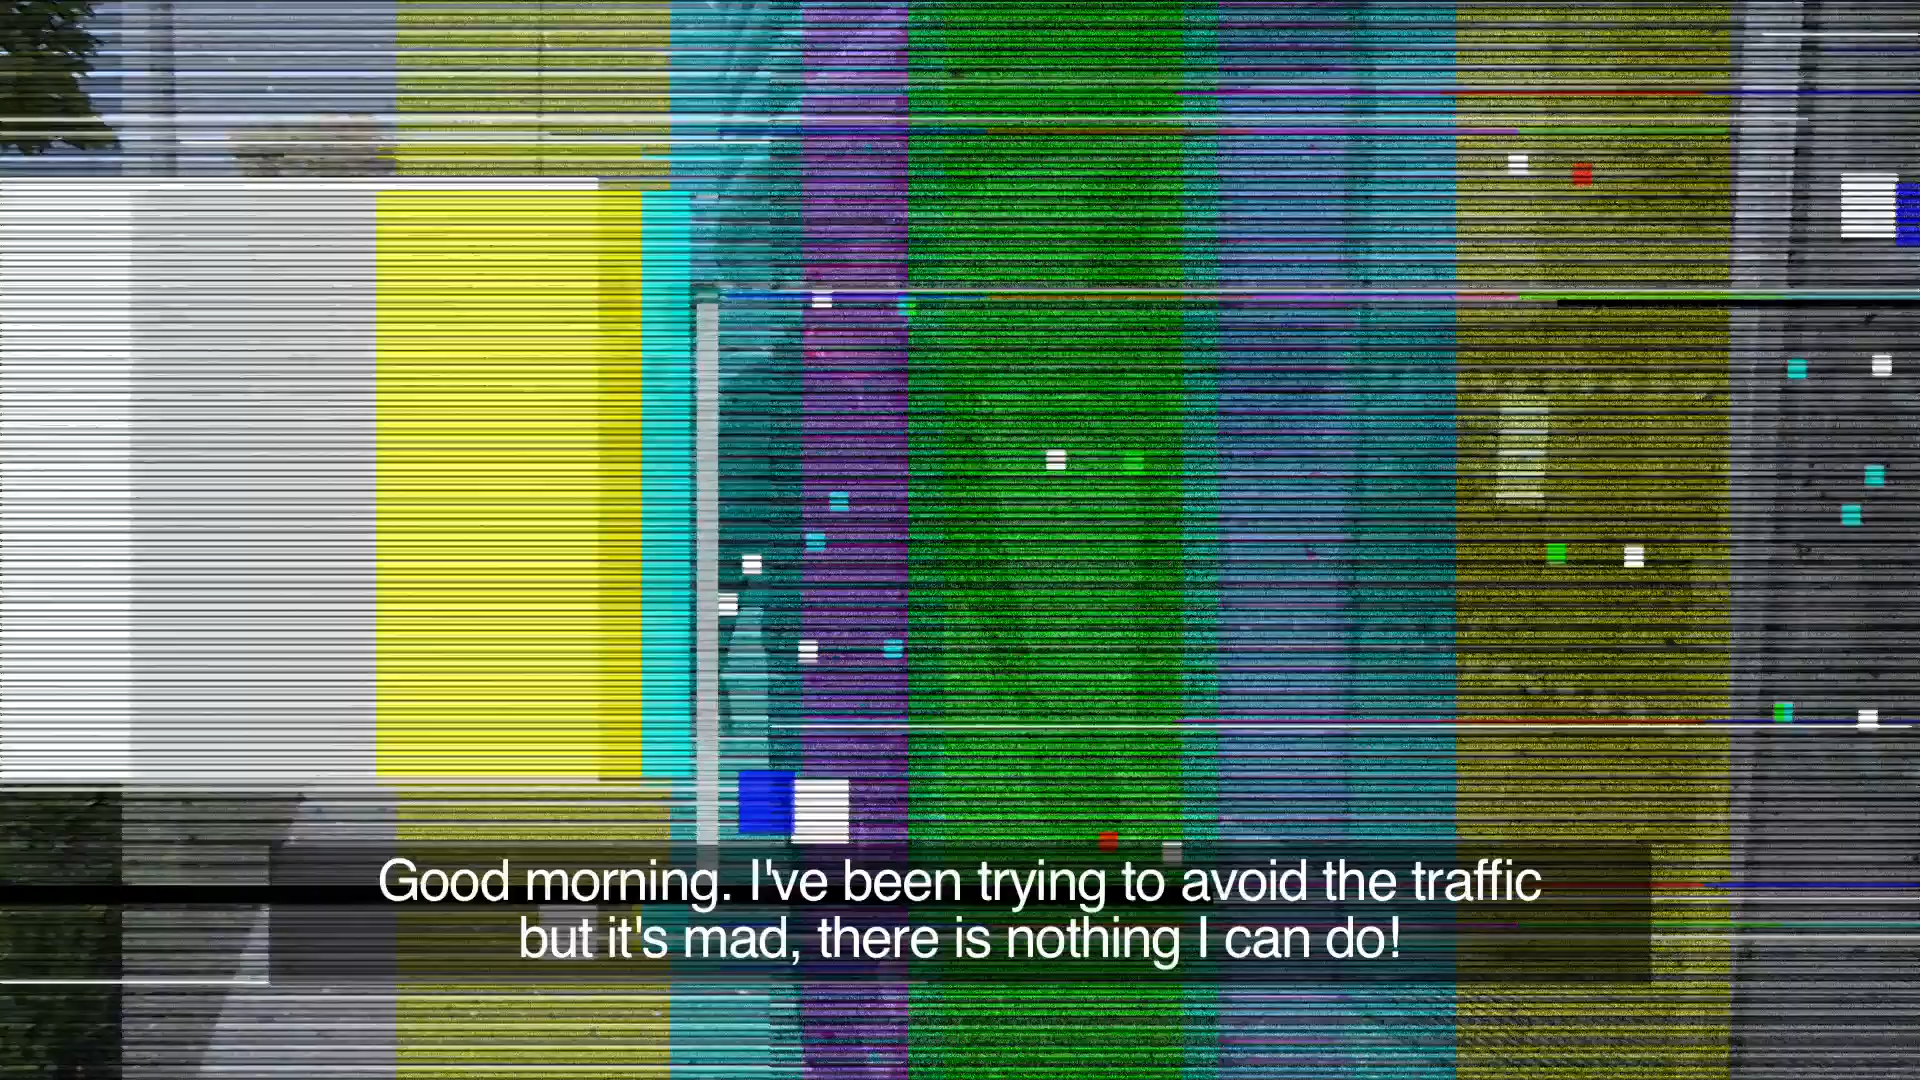 Good morning. I've been trying to avoid the traffic
but it's mad, there is nothing I can do!